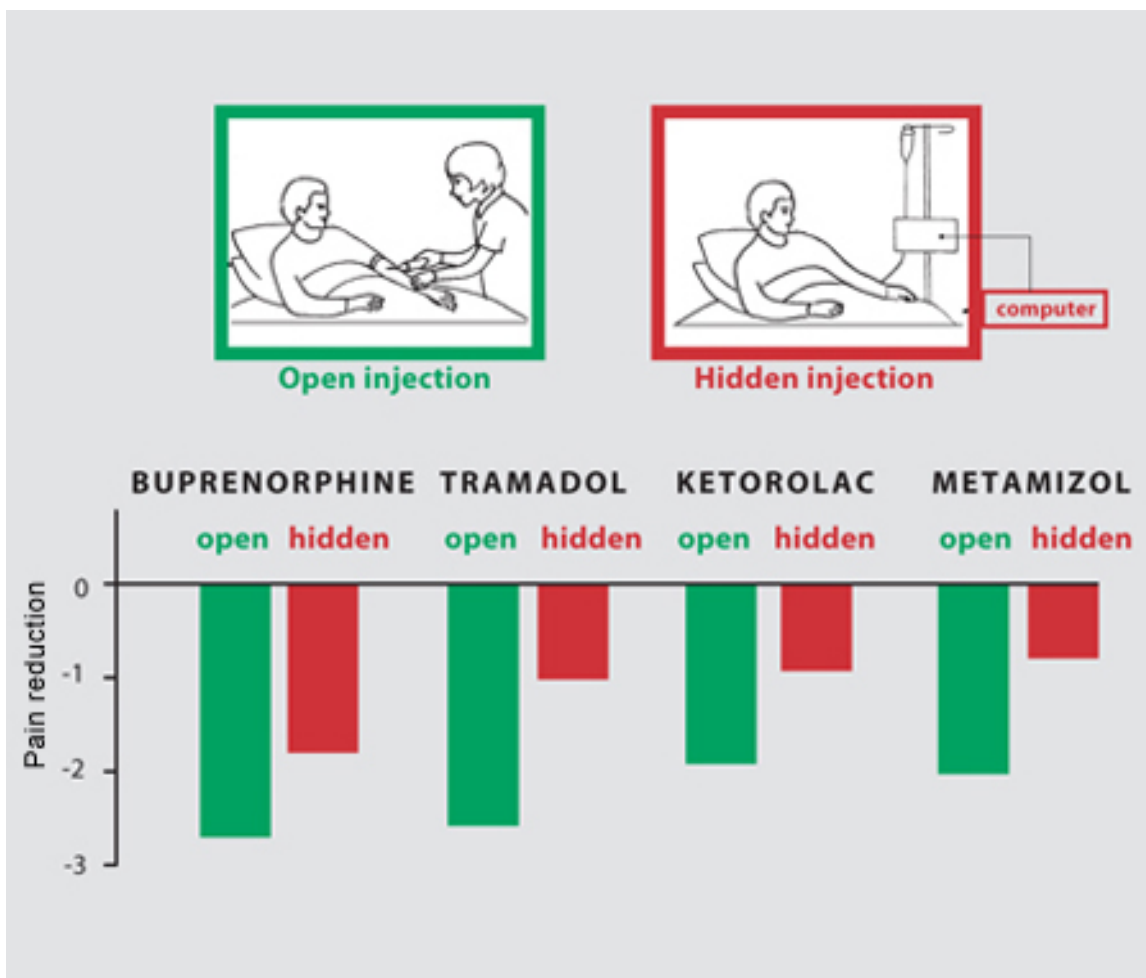 computer
Open injection
Hidden injection
BUPRENORPHINE TRAMADOL KETOROLAC METAMIZOL
open hidden open hidden open hidden open hidden
0
-1
-2
-3
Pain reduction